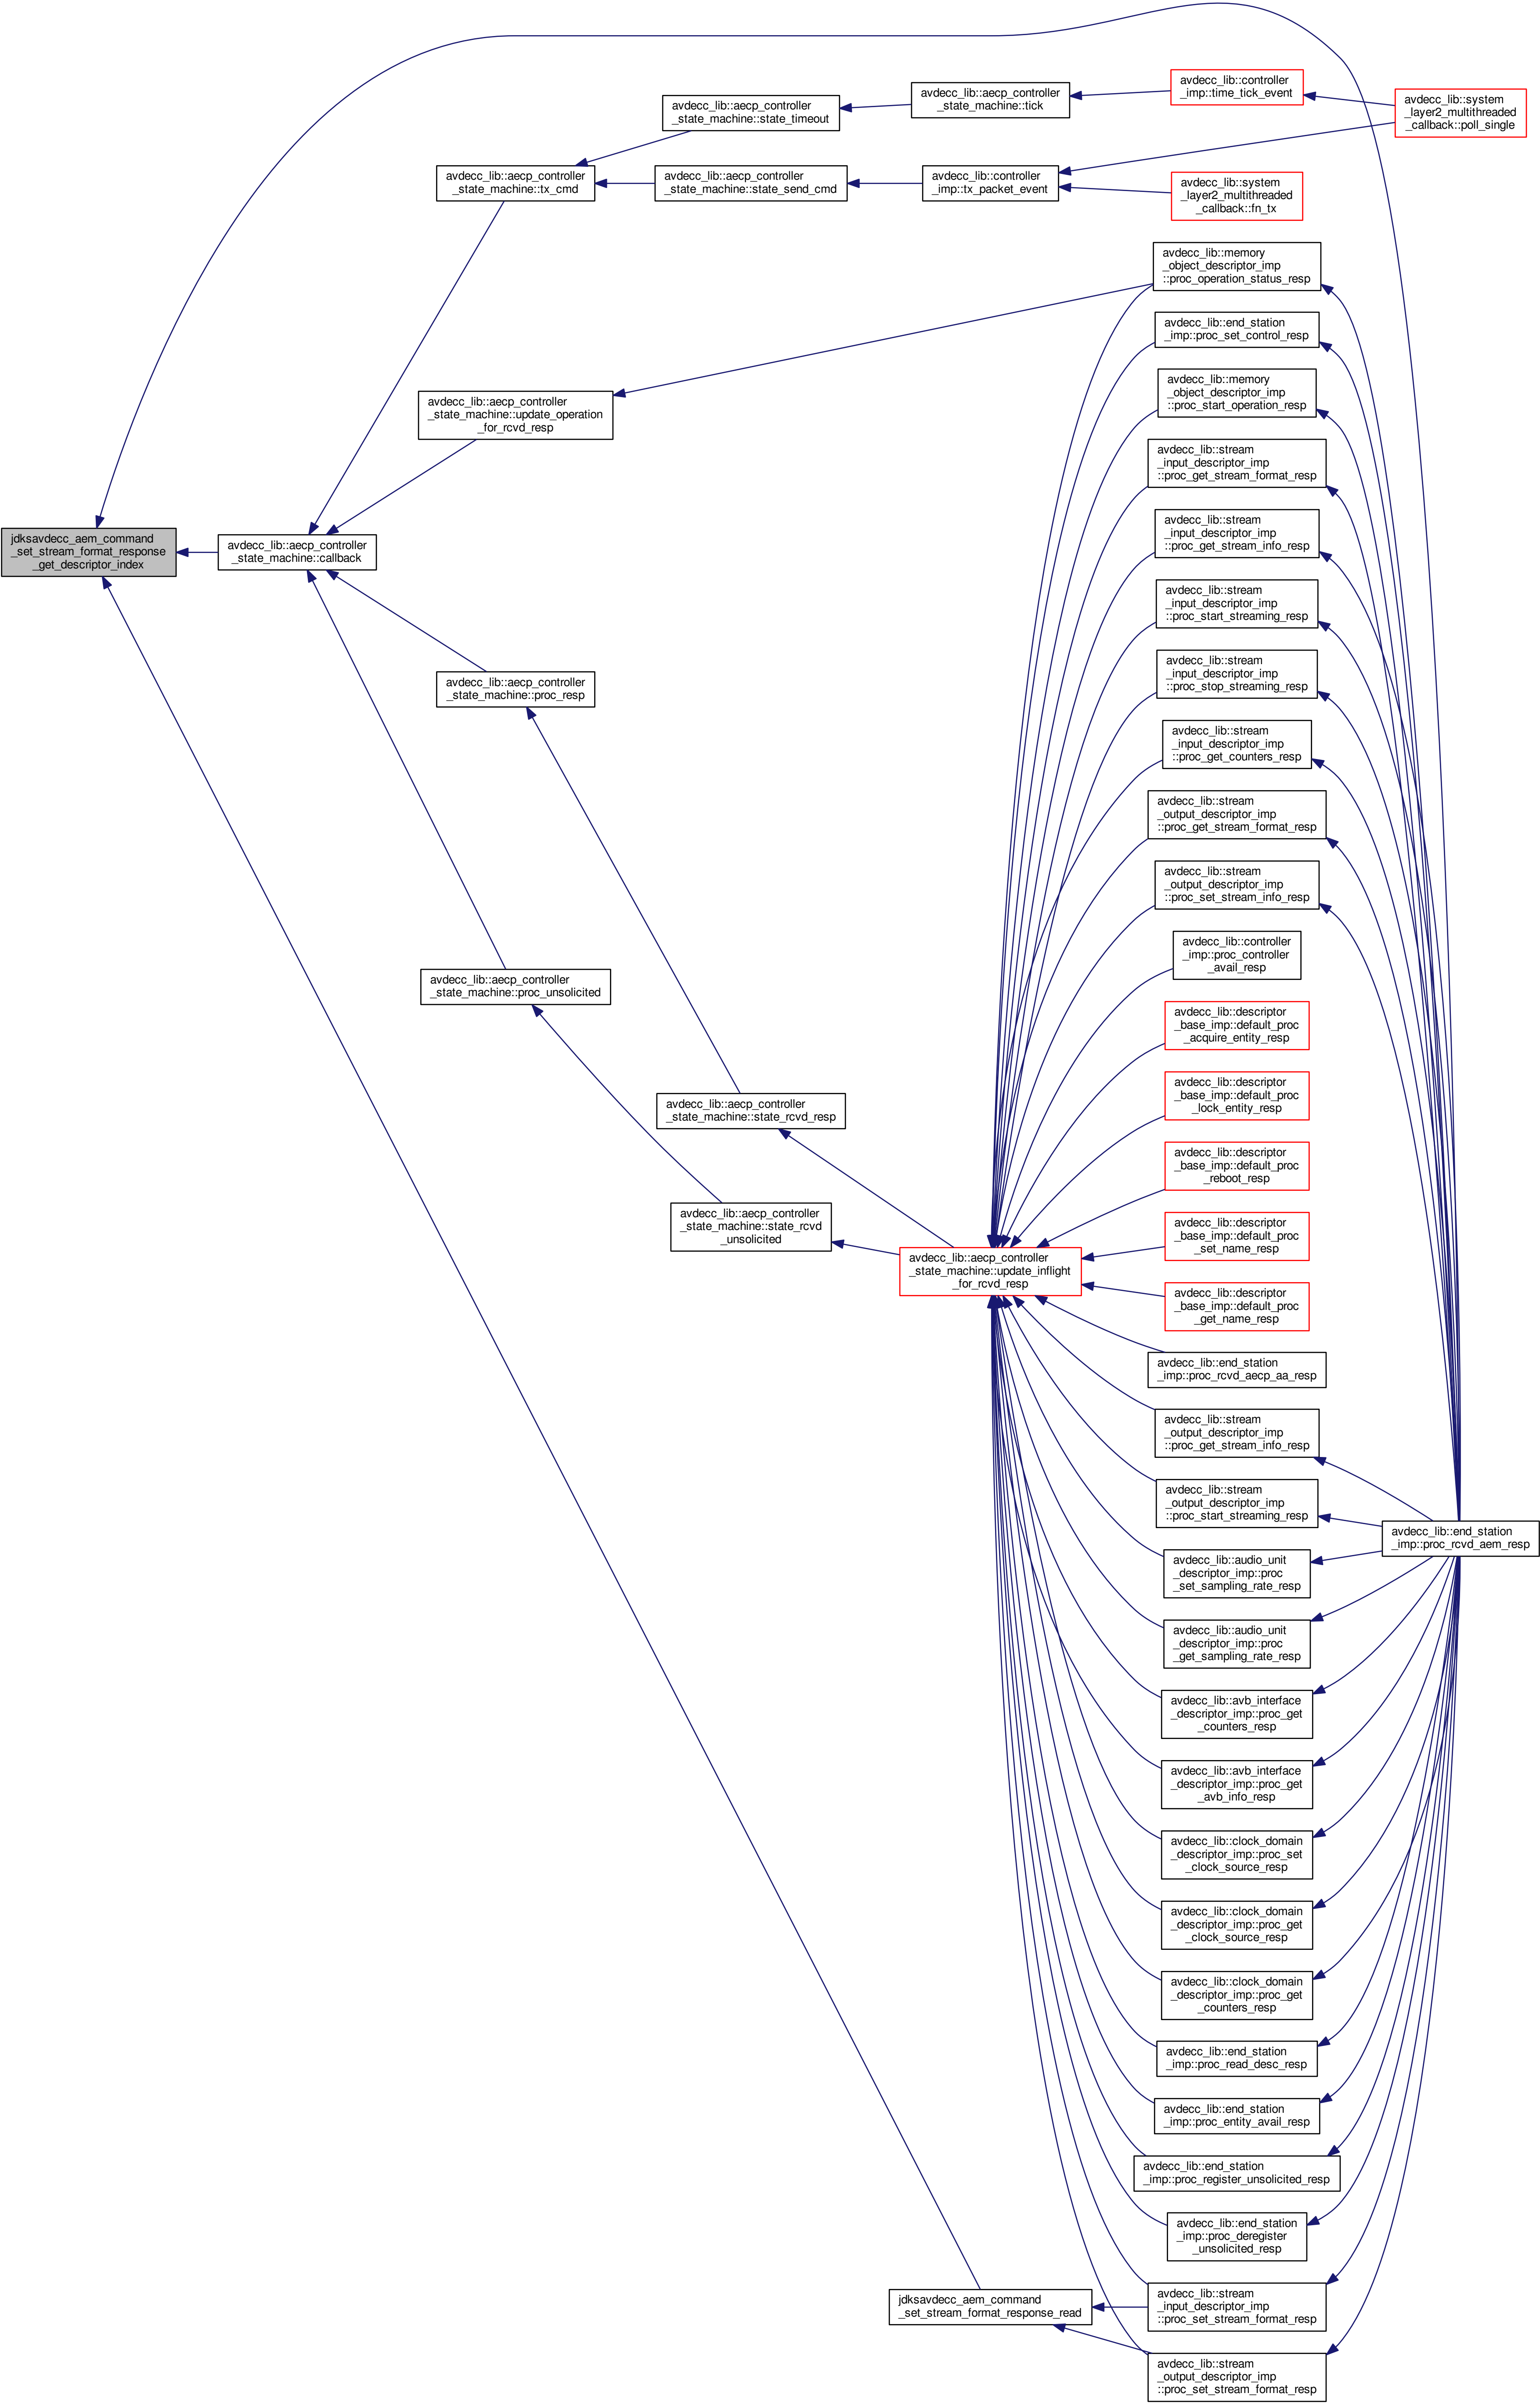 jdksavdecc_aem_command
_set_stream_format_response
_get_descriptor_index
avdecc_lib::aecp_controller
_state_machine::callback
avdecc_lib::aecp_controller
_state_machine::tx_cmd
avdecc_lib::aecp_controller
_state_machine::state_timeout
avdecc_lib::aecp_controller
_state_machine::tick
avdecc_lib::controller
_imp::time_tick_event
avdecc_lib::system
_layer2_multithreaded
_callback::poll_single
avdecc_lib::aecp_controller
_state_machine::state_send_cmd
avdecc_lib::controller
_imp::tx_packet_event
avdecc_lib::system
_layer2_multithreaded
_callback::fn_tx
avdecc_lib::aecp_controller
_state_machine::update_operation
_for_rcvd_resp
avdecc_lib::memory
_object_descriptor_imp
::proc_operation_status_resp
avdecc_lib::end_station
_imp::proc_set_control_resp
avdecc_lib::memory
_object_descriptor_imp
::proc_start_operation_resp
avdecc_lib::stream
_input_descriptor_imp
::proc_get_stream_format_resp
avdecc_lib::stream
_input_descriptor_imp
::proc_get_stream_info_resp
avdecc_lib::stream
_input_descriptor_imp
::proc_start_streaming_resp
avdecc_lib::stream
_input_descriptor_imp
::proc_stop_streaming_resp
avdecc_lib::stream
_input_descriptor_imp
::proc_get_counters_resp
avdecc_lib::stream
_output_descriptor_imp
::proc_get_stream_format_resp
avdecc_lib::stream
_output_descriptor_imp
::proc_set_stream_info_resp
avdecc_lib::controller
_imp::proc_controller
_avail_resp
avdecc_lib::descriptor
_base_imp::default_proc
_acquire_entity_resp
avdecc_lib::descriptor
_base_imp::default_proc
_lock_entity_resp
avdecc_lib::descriptor
_base_imp::default_proc
_reboot_resp
avdecc_lib::descriptor
_base_imp::default_proc
_set_name_resp
avdecc_lib::descriptor
_base_imp::default_proc
_get_name_resp
avdecc_lib::end_station
_imp::proc_rcvd_aecp_aa_resp
avdecc_lib::stream
_output_descriptor_imp
::proc_get_stream_info_resp
avdecc_lib::stream
_output_descriptor_imp
::proc_start_streaming_resp
avdecc_lib::audio_unit
_descriptor_imp::proc
_set_sampling_rate_resp
avdecc_lib::audio_unit
_descriptor_imp::proc
_get_sampling_rate_resp
avdecc_lib::avb_interface
_descriptor_imp::proc_get
_counters_resp
avdecc_lib::avb_interface
_descriptor_imp::proc_get
_avb_info_resp
avdecc_lib::clock_domain
_descriptor_imp::proc_set
_clock_source_resp
avdecc_lib::clock_domain
_descriptor_imp::proc_get
_clock_source_resp
avdecc_lib::clock_domain
_descriptor_imp::proc_get
_counters_resp
avdecc_lib::end_station
_imp::proc_read_desc_resp
avdecc_lib::end_station
_imp::proc_entity_avail_resp
avdecc_lib::end_station
_imp::proc_register_unsolicited_resp
avdecc_lib::end_station
_imp::proc_deregister
_unsolicited_resp
avdecc_lib::stream
_input_descriptor_imp
::proc_set_stream_format_resp
avdecc_lib::stream
_output_descriptor_imp
::proc_set_stream_format_resp
avdecc_lib::end_station
_imp::proc_rcvd_aem_resp
avdecc_lib::aecp_controller
_state_machine::proc_resp
avdecc_lib::aecp_controller
_state_machine::proc_unsolicited
avdecc_lib::aecp_controller
_state_machine::state_rcvd_resp
avdecc_lib::aecp_controller
_state_machine::state_rcvd
_unsolicited
avdecc_lib::aecp_controller
_state_machine::update_inflight
_for_rcvd_resp
jdksavdecc_aem_command
_set_stream_format_response_read